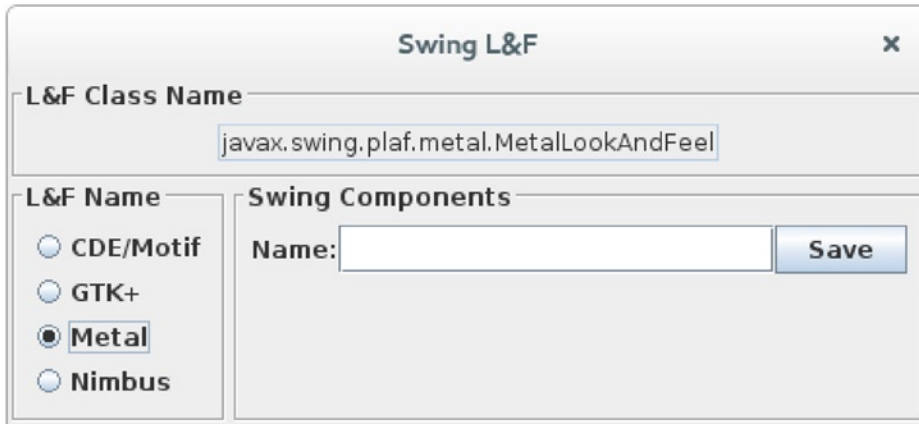 Swing L&F
L&F Class Name
javax.swing.plaf.metal.MetalLookAndFeel
L&F Name
CDE/Motif
GTK+
Metal
Nimbus
Swing Components
Name:
Save